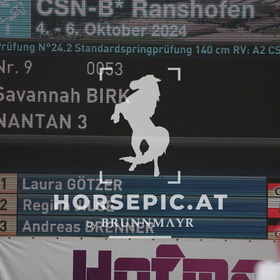 CSN-B* Ranshofen
4. - 6. Oktober 2024
Prüfung N°24.2 Standardspringprüfung 140 cm RV: A2 CS
Nr. 9 0053
Savannah BIRK
NANTAN 3
1 Laura GÖTZER
HORSEPIC.AT
2
by BRUNNMAYR
3 Andreas BRENNER